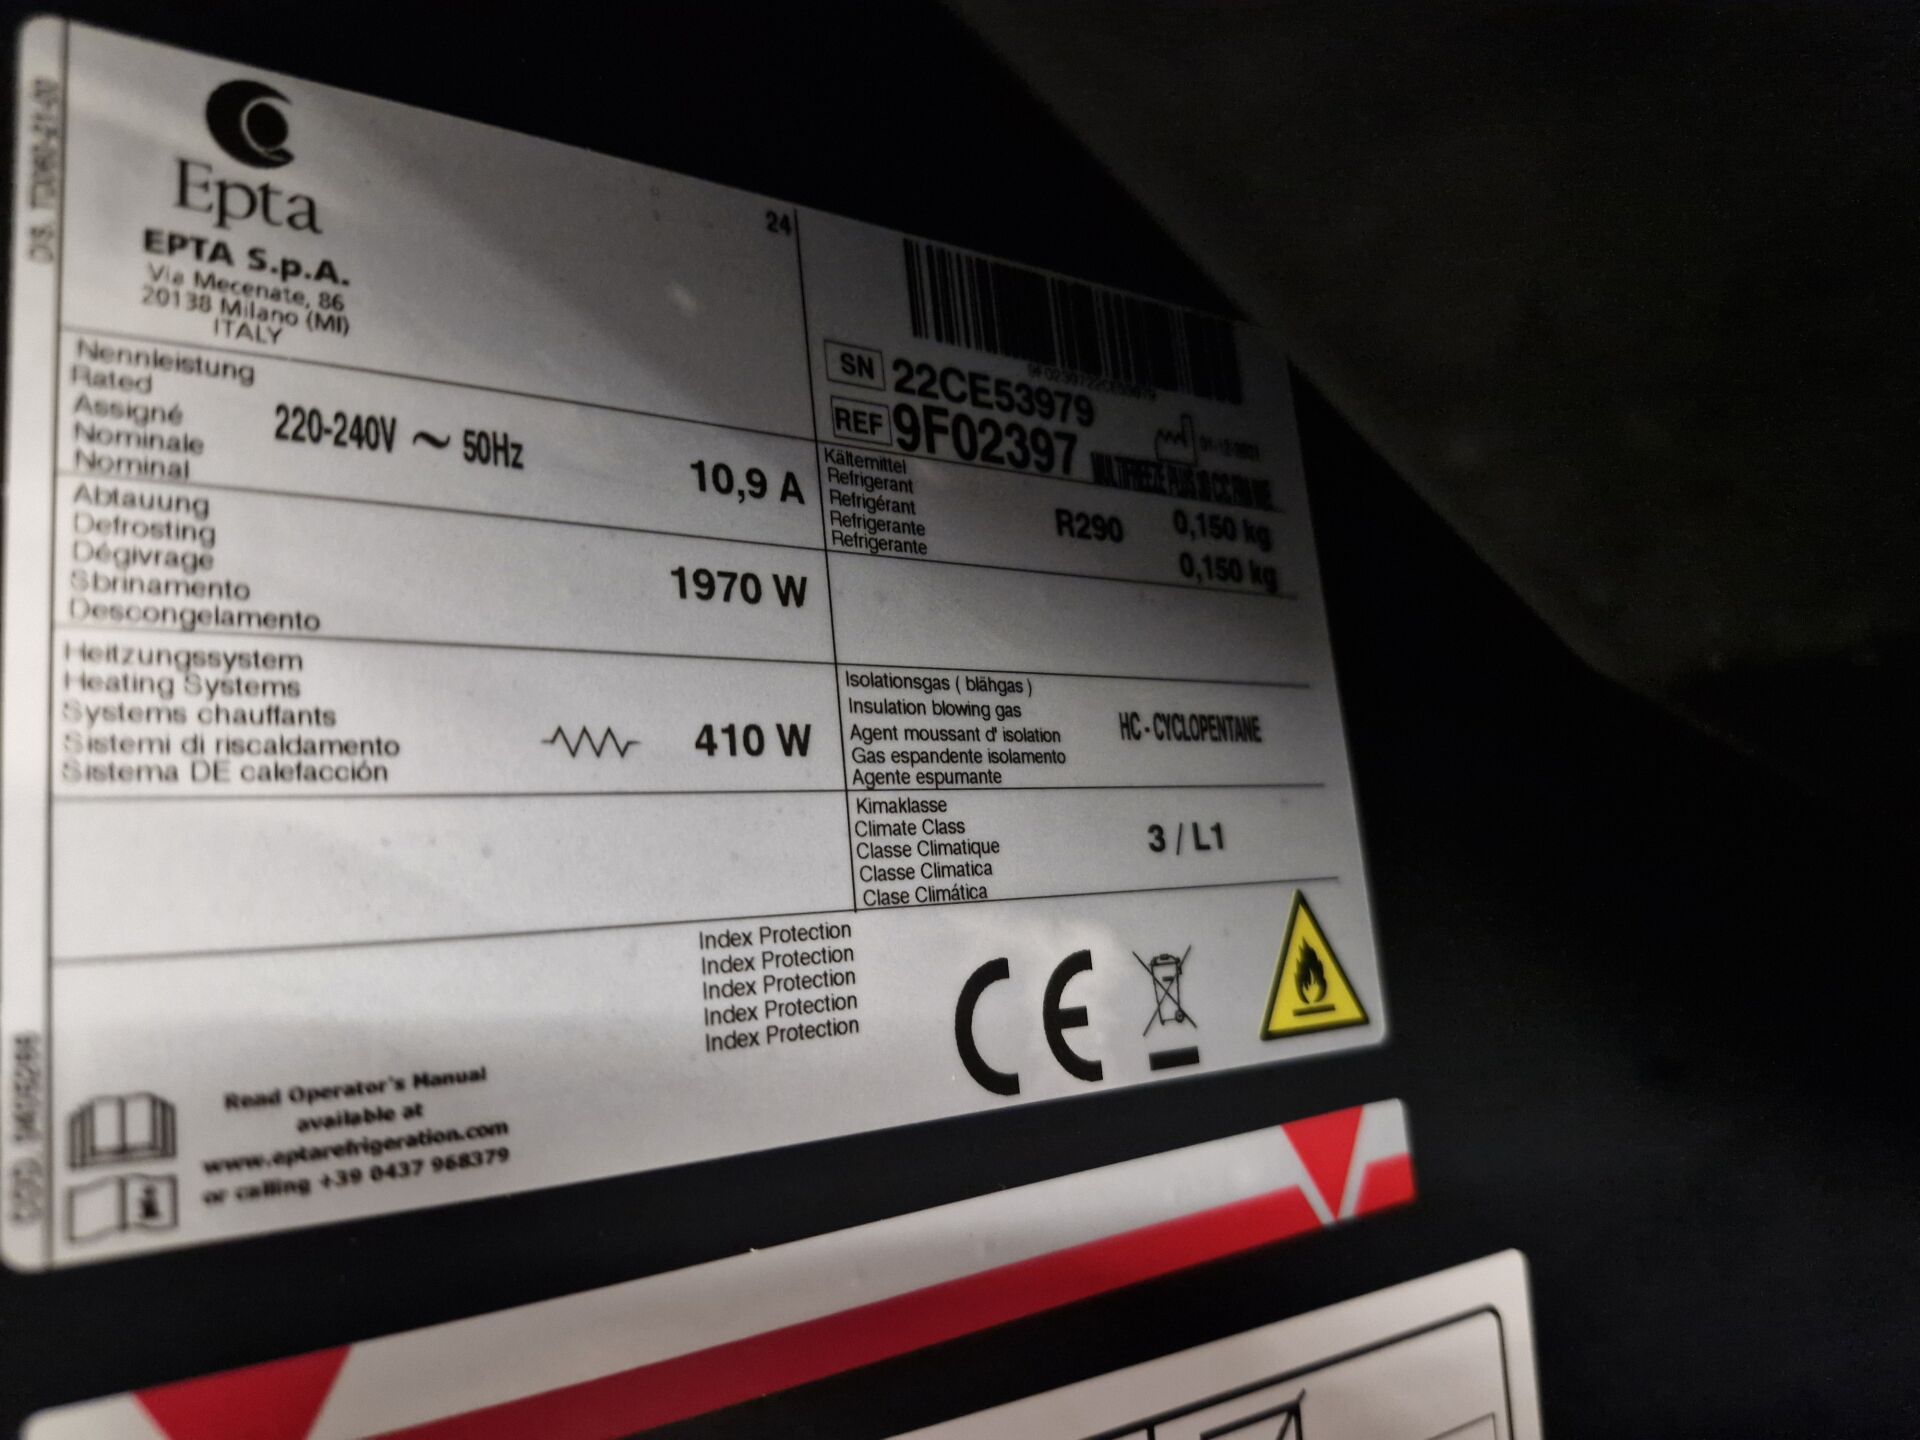 Epta
EPTA S.p.A.
Via Mecenate, 86
20138 Milano (MI)
ITALY
24
SN 22CE53979
REF 9F02397
Nennleistung
Rated
Assigné
Nominale
Nominal
220-240V ~ 50Hz
10,9 A
Kältemittel
Refrigerant
Refrigérant
Refrigerante
Refrigerante
R290 0,150 kg
0,150 kg
Abtauung
Defrosting
Dégivrage
Sbrinamento
Descongelamento
1970 W
Heitzungssystem
Heating Systems
Systems chauffants
Sistemi di riscaldamento
Sistema DE calefacción
410 W
Isolationsgas ( blähgas )
Insulation blowing gas
Agent moussant d' isolation
Gas espandente isolamento
Agente espumante
HC - CYCLOPENTANE
Kimaklasse
Climate Class
Classe Climatique
Classe Climatica
Clase Climática
3 / L1
Index Protection
Index Protection
Index Protection
Index Protection
Index Protection
CE
Read Operator's Manual
available at
www.eptarefrigeration.com
or calling +39 0437 968379